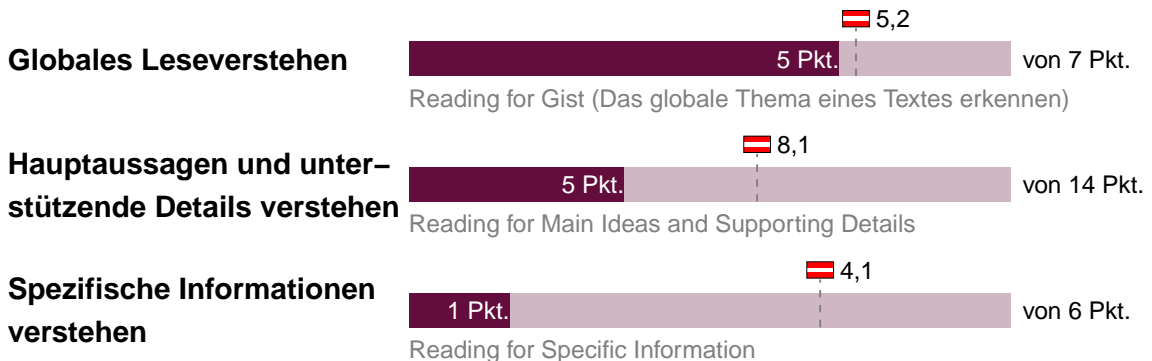 5,2
Globales Leseverstehen
5 Pkt.
von 7 Pkt.
Reading for Gist (Das globale Thema eines Textes erkennen)
8,1
Hauptaussagen und unter–
stützende Details verstehen
5 Pkt.
von 14 Pkt.
Reading for Main Ideas and Supporting Details
4,1
Spezifische Informationen
verstehen
1 Pkt.
von 6 Pkt.
Reading for Specific Information